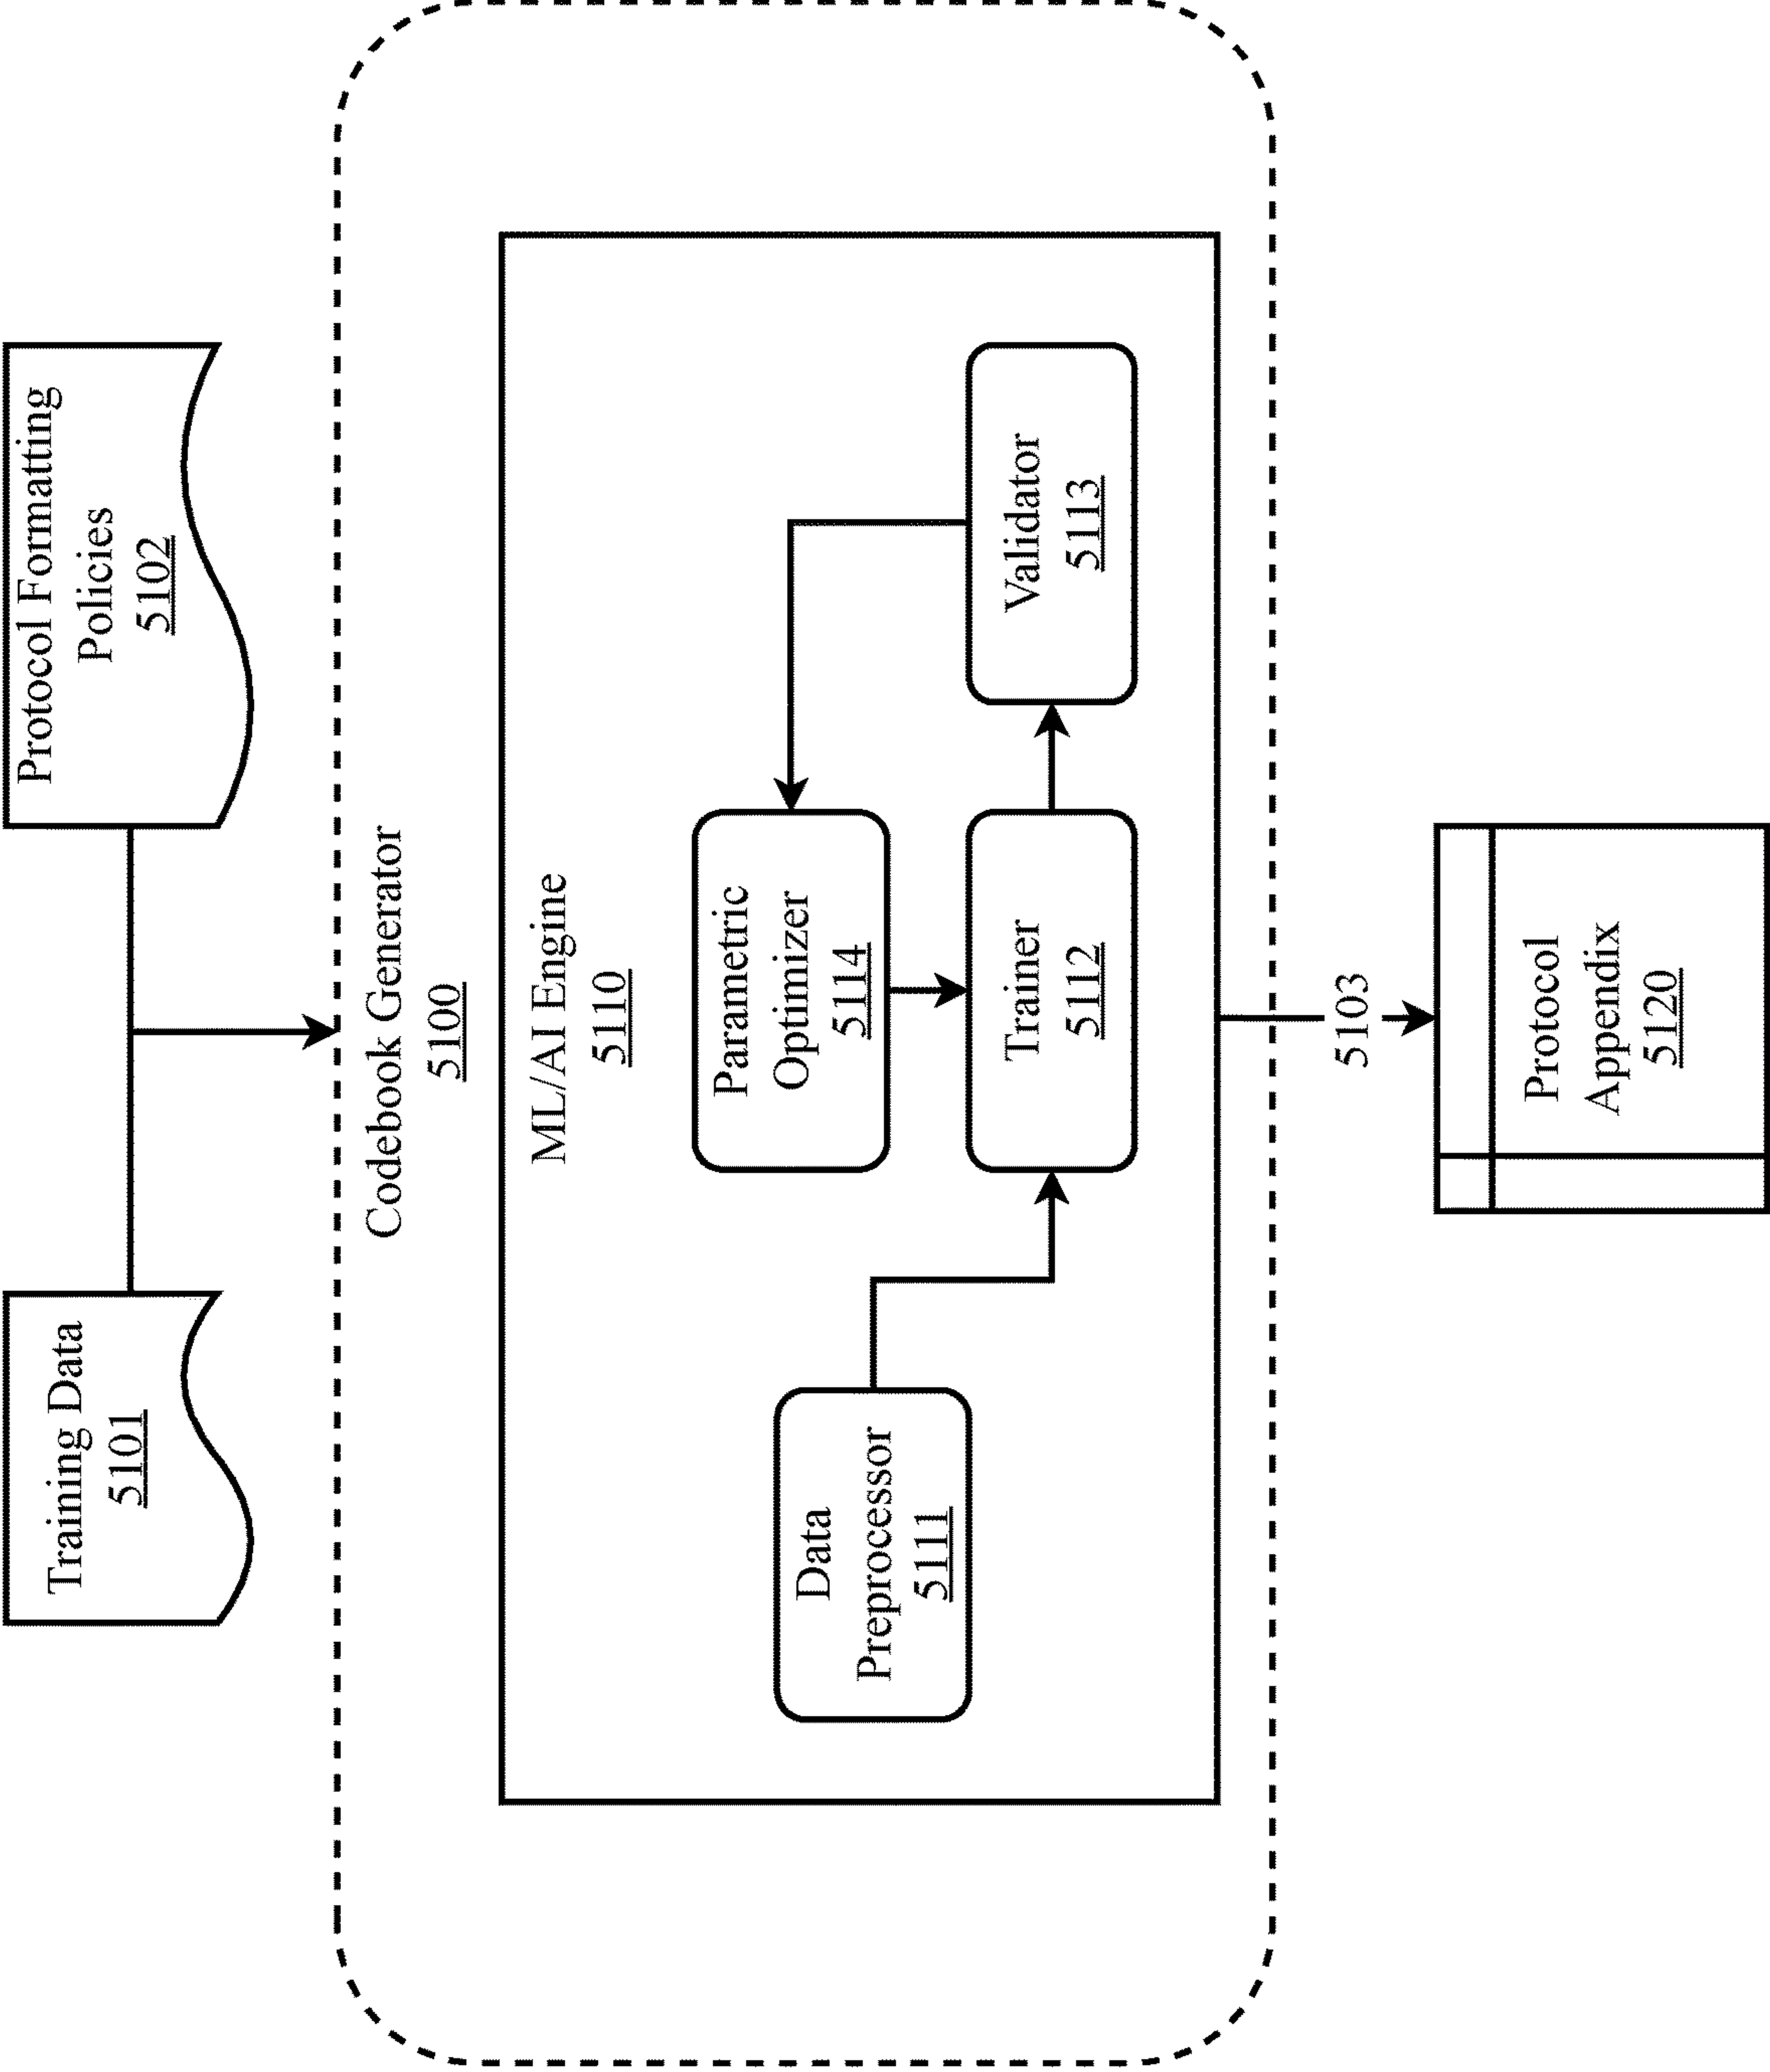 Training Data
5101
Protocol Formatting
Policies
5102
Codebook Generator
5100
ML/AI Engine
5110
Data
Preprocessor
5111
Parametric
Optimizer
5114
Trainer
5112
Validator
5113
5103
Protocol
Appendix
5120